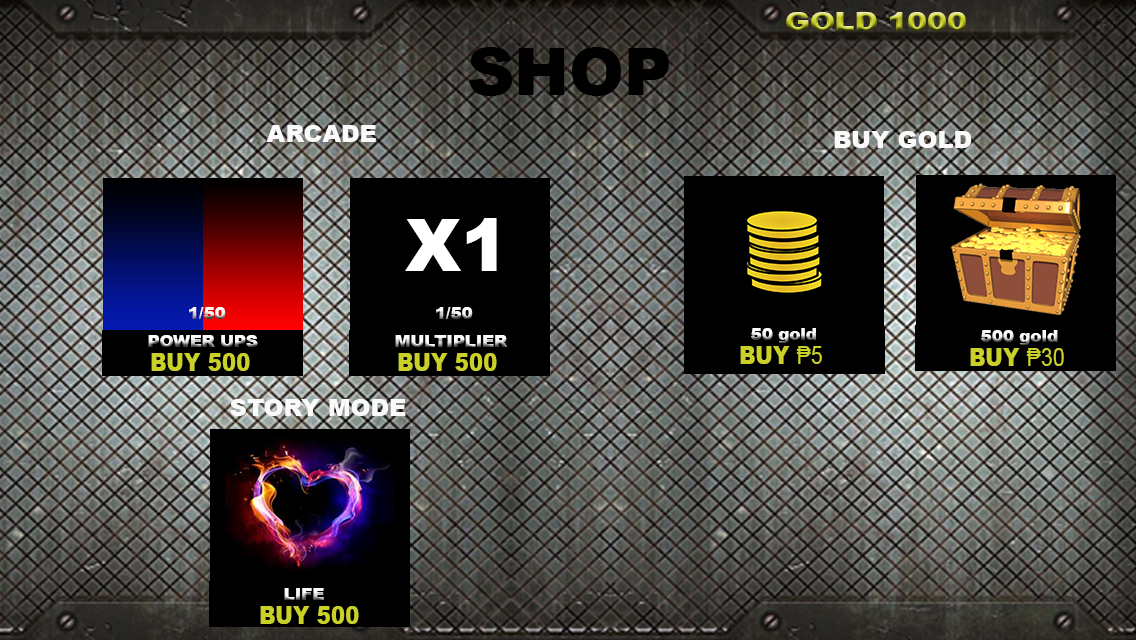 GOLD 1000
SHOP
ARCADE
BUY GOLD
X1
1/50
1/50
POWER UPS
BUY 500
MULTIPLIER
BUY 500
50 gold
BUY ₱5
500 gold
BUY ₱30
STORY MODE
LIFE
BUY 500